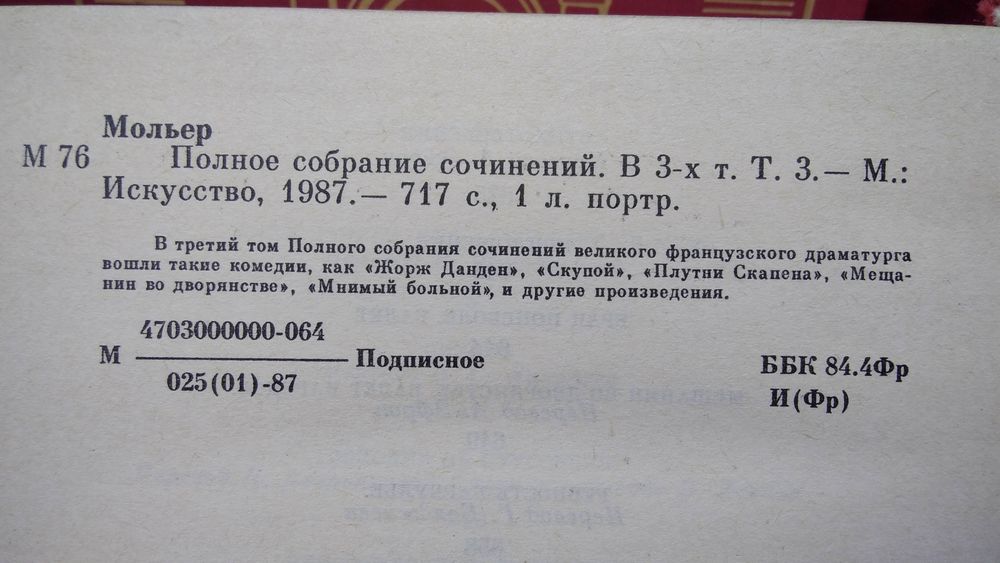 Мольер
М 76 Полное собрание сочинений. В 3-х т. Т. 3.— М.:
Искусство, 1987.— 717 с., 1 л. портр.
В третий том Полного собрания сочинений великого французского драматурга
вошли такие комедии, как «Жорж Данден», «Скупой», «Плутни Скапена», «Меща-
нин во дворянстве», «Мнимый больной», и другие произведения.
4703000000-064
М ———— Подписное
025(01)-87
ББК 84.4Фр
И(Фр)